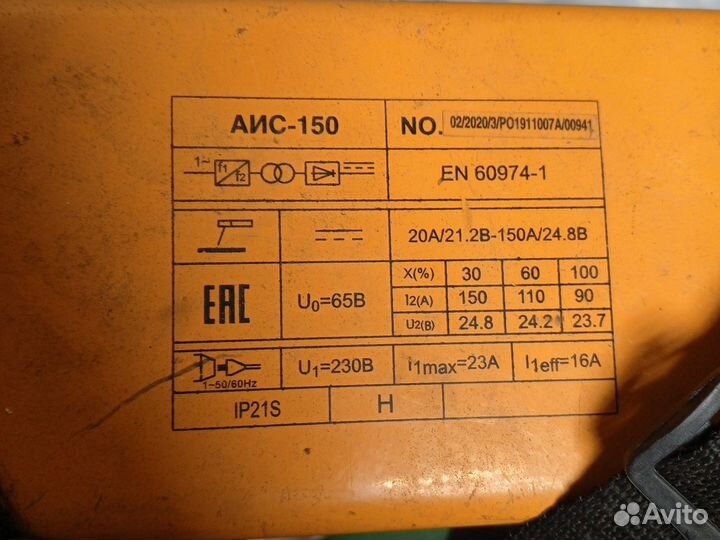 АИС-150
NO. 02/2020/3/PO1911007A/00941
1~ f1 f2
EN 60974-1
20A/21.2B-150A/24.8B
EAC
U0=65B
X(%) 30 60 100
I2(A) 150 110 90
U2(B) 24.8 24.2 23.7
1~50/60Hz
U1=230B
I1max=23A
I1eff=16A
IP21S
H
Avito